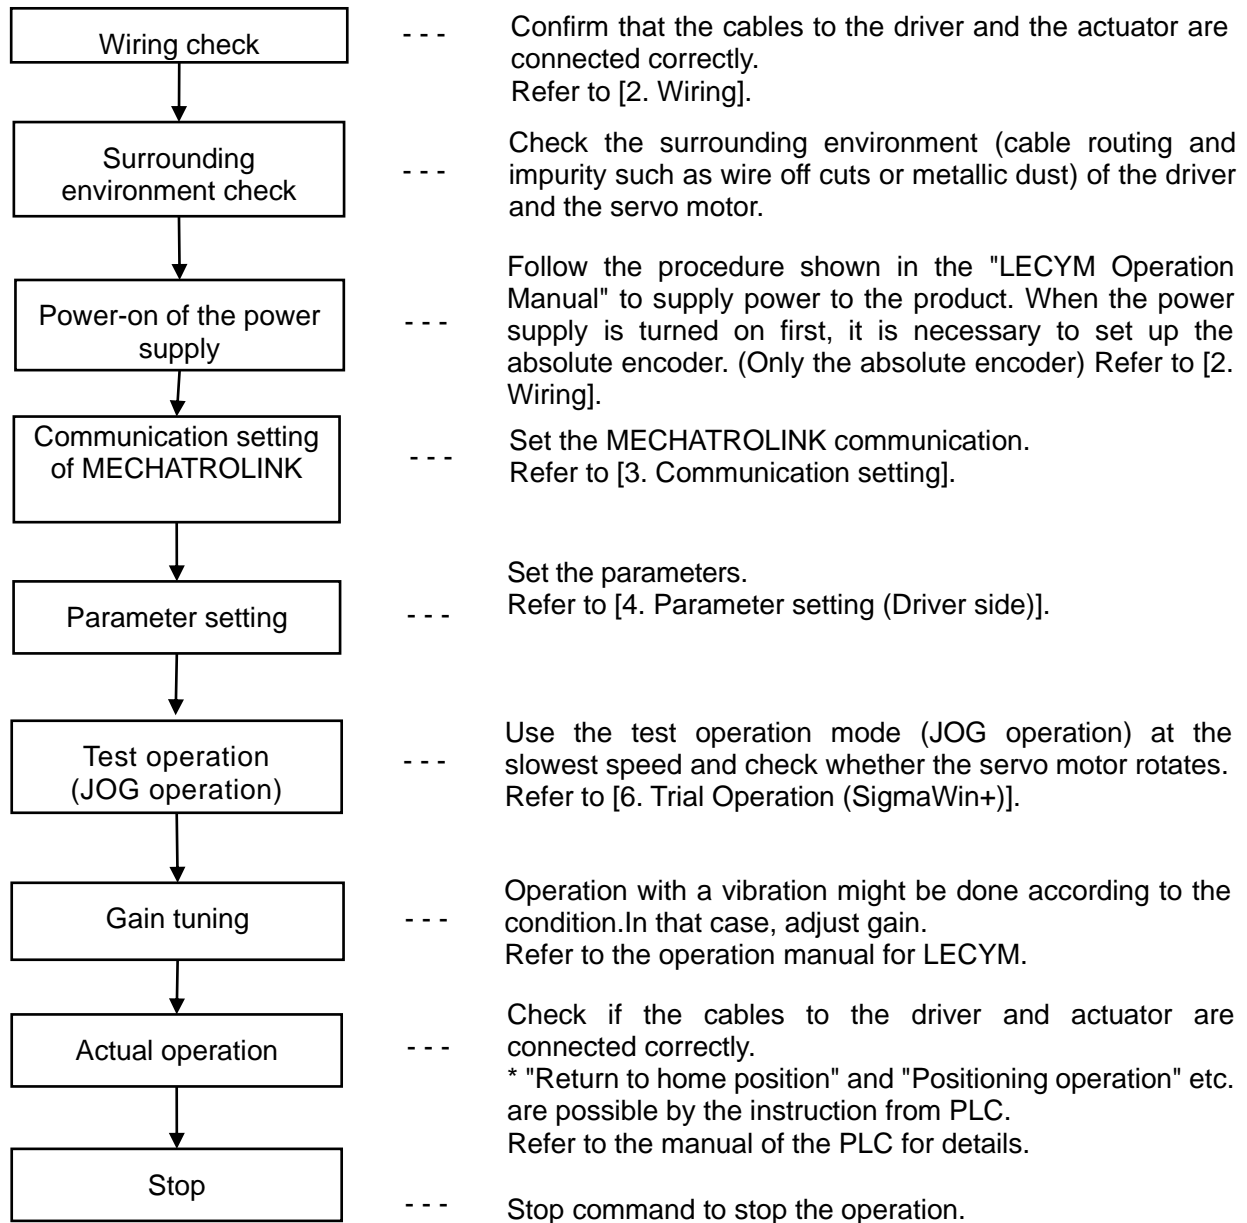 Wiring check
- - -
Confirm that the cables to the driver and the actuator are
connected correctly.
Refer to [2. Wiring].
Surrounding
environment check
- - -
Check the surrounding environment (cable routing and
impurity such as wire off cuts or metallic dust) of the driver
and the servo motor.
Power-on of the power
supply
- - -
Follow the procedure shown in the "LECYM Operation
Manual" to supply power to the product. When the power
supply is turned on first, it is necessary to set up the
absolute encoder. (Only the absolute encoder) Refer to [2.
Wiring].
Communication setting
of MECHATROLINK
- - -
Set the MECHATROLINK communication.
Refer to [3. Communication setting].
Parameter setting
- - -
Set the parameters.
Refer to [4. Parameter setting (Driver side)].
Test operation
(JOG operation)
- - -
Use the test operation mode (JOG operation) at the
slowest speed and check whether the servo motor rotates.
Refer to [6. Trial Operation (SigmaWin+)].
Gain tuning
- - -
Operation with a vibration might be done according to the
condition.In that case, adjust gain.
Refer to the operation manual for LECYM.
Actual operation
- - -
Check if the cables to the driver and actuator are
connected correctly.
* "Return to home position" and "Positioning operation" etc.
are possible by the instruction from PLC.
Refer to the manual of the PLC for details.
Stop
- - -
Stop command to stop the operation.